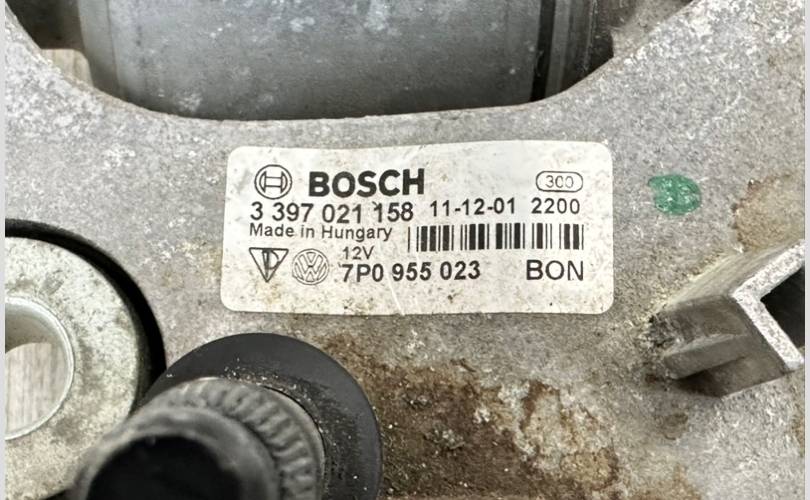 BOSCH 300
3 397 021 158 11-12-01 2200
Made in Hungary
12V
7P0 955 023 BON